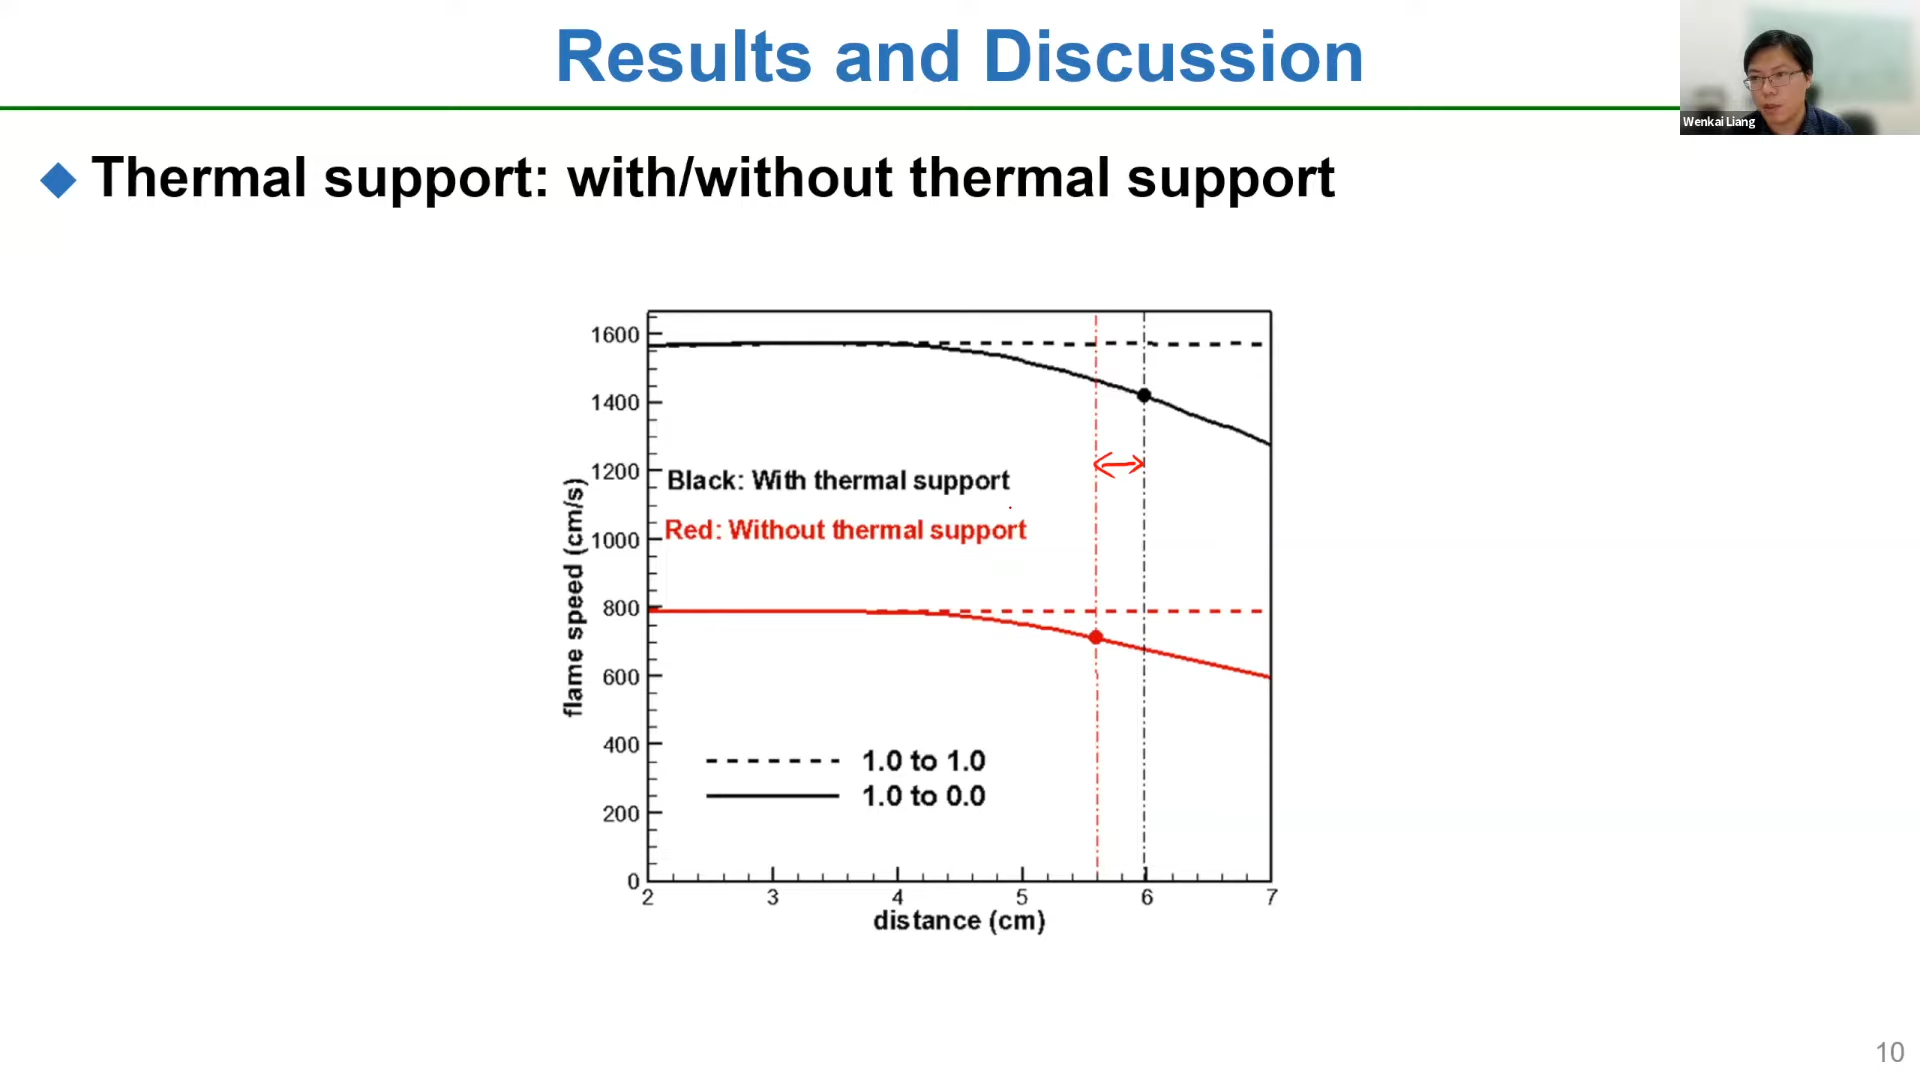 Results and Discussion
Wenkai Liang
Thermal support: with/without thermal support
1600
1400
1200
1000
800
600
400
200
0
flame speed (cm/s)
Black: With thermal support
Red: Without thermal support
1.0 to 1.0
1.0 to 0.0
2 3 4 5 6 7
distance (cm)
10